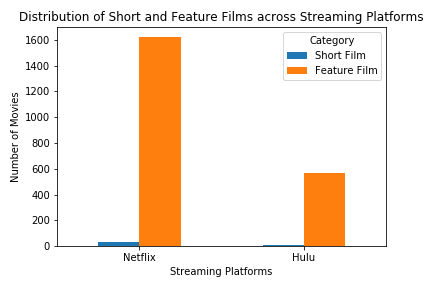 Distribution of Short and Feature Films across Streaming Platforms
Category
Short Film
Feature Film
1600
1400
1200
1000
800
600
400
200
0
Number of Movies
Netflix
Hulu
Streaming Platforms